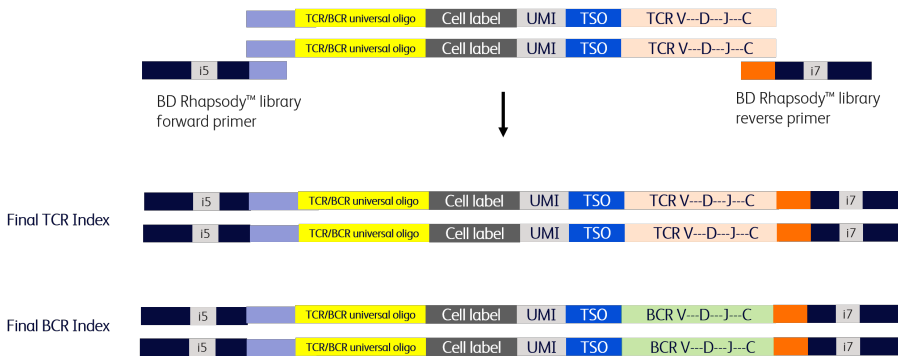 TCR/BCR universal oligo Cell label UMI TSO TCR V---D---J---C
TCR/BCR universal oligo Cell label UMI TSO TCR V---D---J---C
i5 i7
BD Rhapsody™ library
forward primer
BD Rhapsody™ library
reverse primer
Final TCR Index
i5 TCR/BCR universal oligo Cell label UMI TSO TCR V---D---J---C i7
i5 TCR/BCR universal oligo Cell label UMI TSO TCR V---D---J---C i7
Final BCR Index
i5 TCR/BCR universal oligo Cell label UMI TSO BCR V---D---J---C i7
i5 TCR/BCR universal oligo Cell label UMI TSO BCR V---D---J---C i7